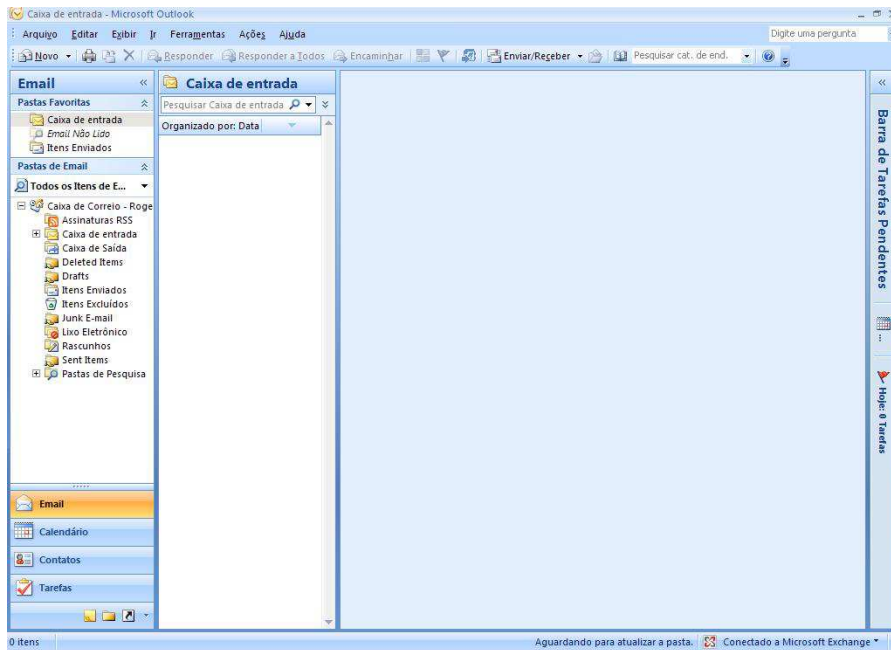 Caixa de entrada - Microsoft Outlook
Arquivo Editar Exibir Ir Ferramentas Ações Ajuda
Digite uma pergunta
Novo Responder Responder a Todos Encaminhar Enviar/Receber Pesquisar cat. de end.
Email
Pastas Favoritas
Caixa de entrada
Email Não Lido
Itens Enviados
Pastas de Email
Todos os Itens de E...
Caixa de Correio - Roge
Assinaturas RSS
Caixa de entrada
Caixa de Saída
Deleted Items
Drafts
Itens Enviados
Itens Excluídos
Junk E-mail
Lixo Eletrônico
Rascunhos
Sent Items
Pastas de Pesquisa
Email
Calendário
Contatos
Tarefas
Caixa de entrada
Pesquisar Caixa de entrada
Organizado por: Data
Barra de Tarefas Pendentes
Hoje: 0 Tarefas
0 itens
Aguardando para atualizar a pasta. Conectado a Microsoft Exchange